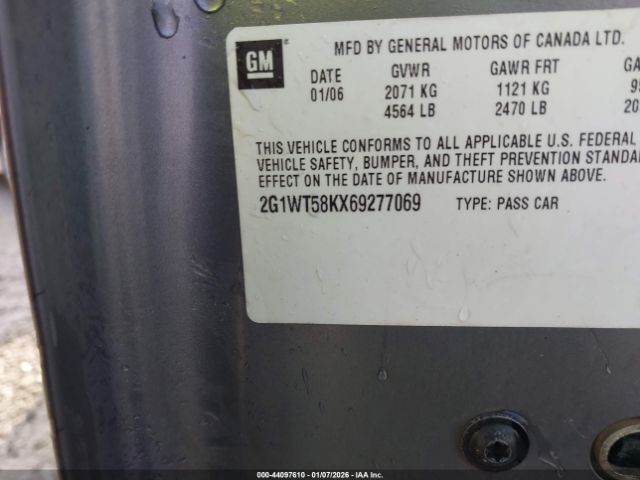 GM
MFD BY GENERAL MOTORS OF CANADA LTD.
DATE GVWR GAWR FRT
01/06 2071 KG 1121 KG
4564 LB 2470 LB
THIS VEHICLE CONFORMS TO ALL APPLICABLE U.S. FEDERAL
VEHICLE SAFETY, BUMPER, AND THEFT PREVENTION
EFFECT ON THE DATE OF MANUFACTURE SHOWN ABOVE.
2G1WT58KX69277069 TYPE: PASS CAR
000-44097610 - 01/07/2026 - IAA Inc.